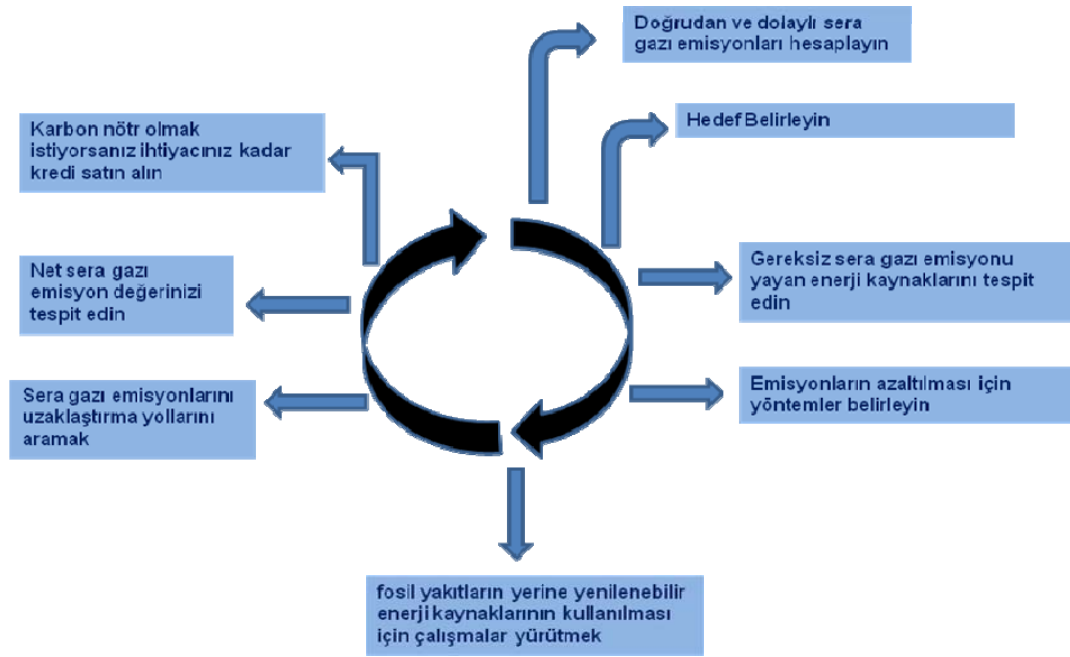 Doğrudan ve dolaylı sera
gazı emisyonları hesaplayın
Hedef Belirleyin
Gereksiz sera gazı emisyonu
yayan enerji kaynaklarını tespit
edin
Emisyonların azaltılması için
yöntemler belirleyin
fosil yakıtların yerine yenilenebilir
enerji kaynaklarının kullanılması
için çalışmalar yürütmek
Sera gazı emisyonlarını
uzaklaştırma yollarını
aramak
Net sera gazı
emisyon değerinizi
tespit edin
Karbon nötr olmak
istiyorsanız ihtiyacınız kadar
kredi satın alın